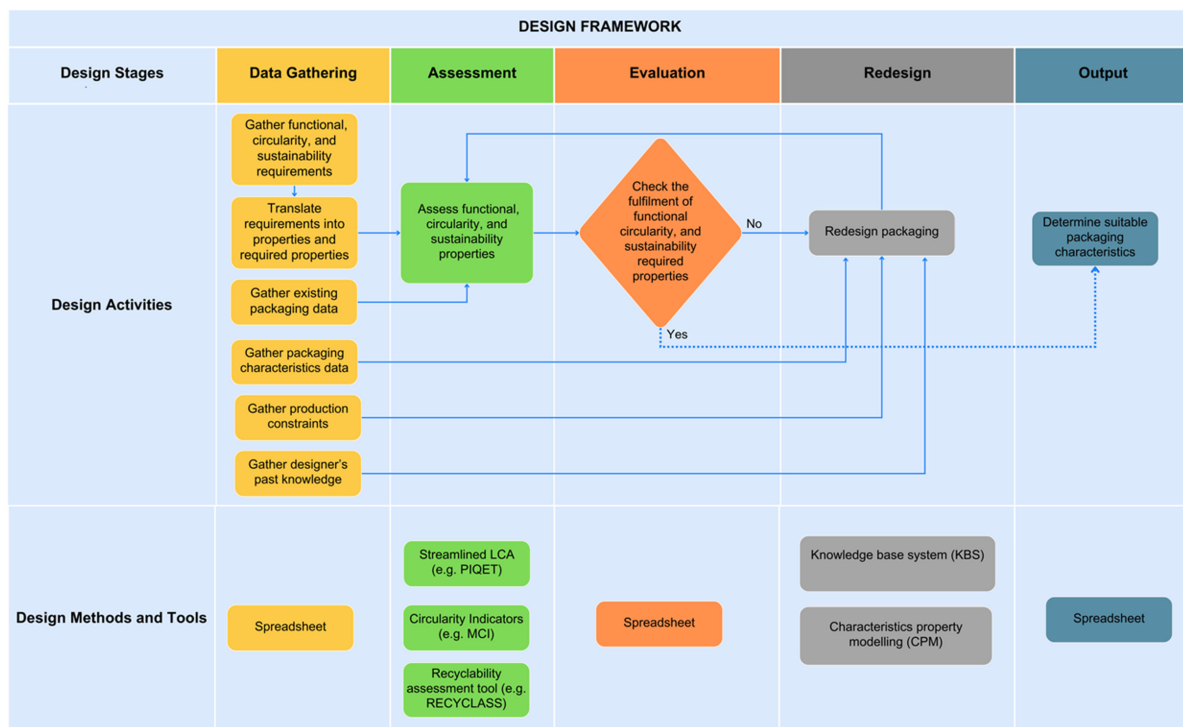 DESIGN FRAMEWORK
Design Stages
Data Gathering
Assessment
Evaluation
Redesign
Output
Design Activities
Gather functional,
circularity, and
sustainability
requirements
Translate
requirements into
properties and
required properties
Gather existing
packaging data
Gather packaging
characteristics data
Gather production
constraints
Gather designer's
past knowledge
Assess functional,
circularity, and
sustainability
properties
Check the
fulfilment of
functional
circularity, and
sustainability
required
properties
No
Yes
Redesign packaging
Determine suitable
packaging
characteristics
Design Methods and Tools
Spreadsheet
Streamlined LCA
(e.g. PIQET)
Circularity Indicators
(e.g. MCI)
Recyclability
assessment tool (e.g.
RECYCLASS)
Spreadsheet
Knowledge base system (KBS)
Characteristics property
modelling (CPM)
Spreadsheet